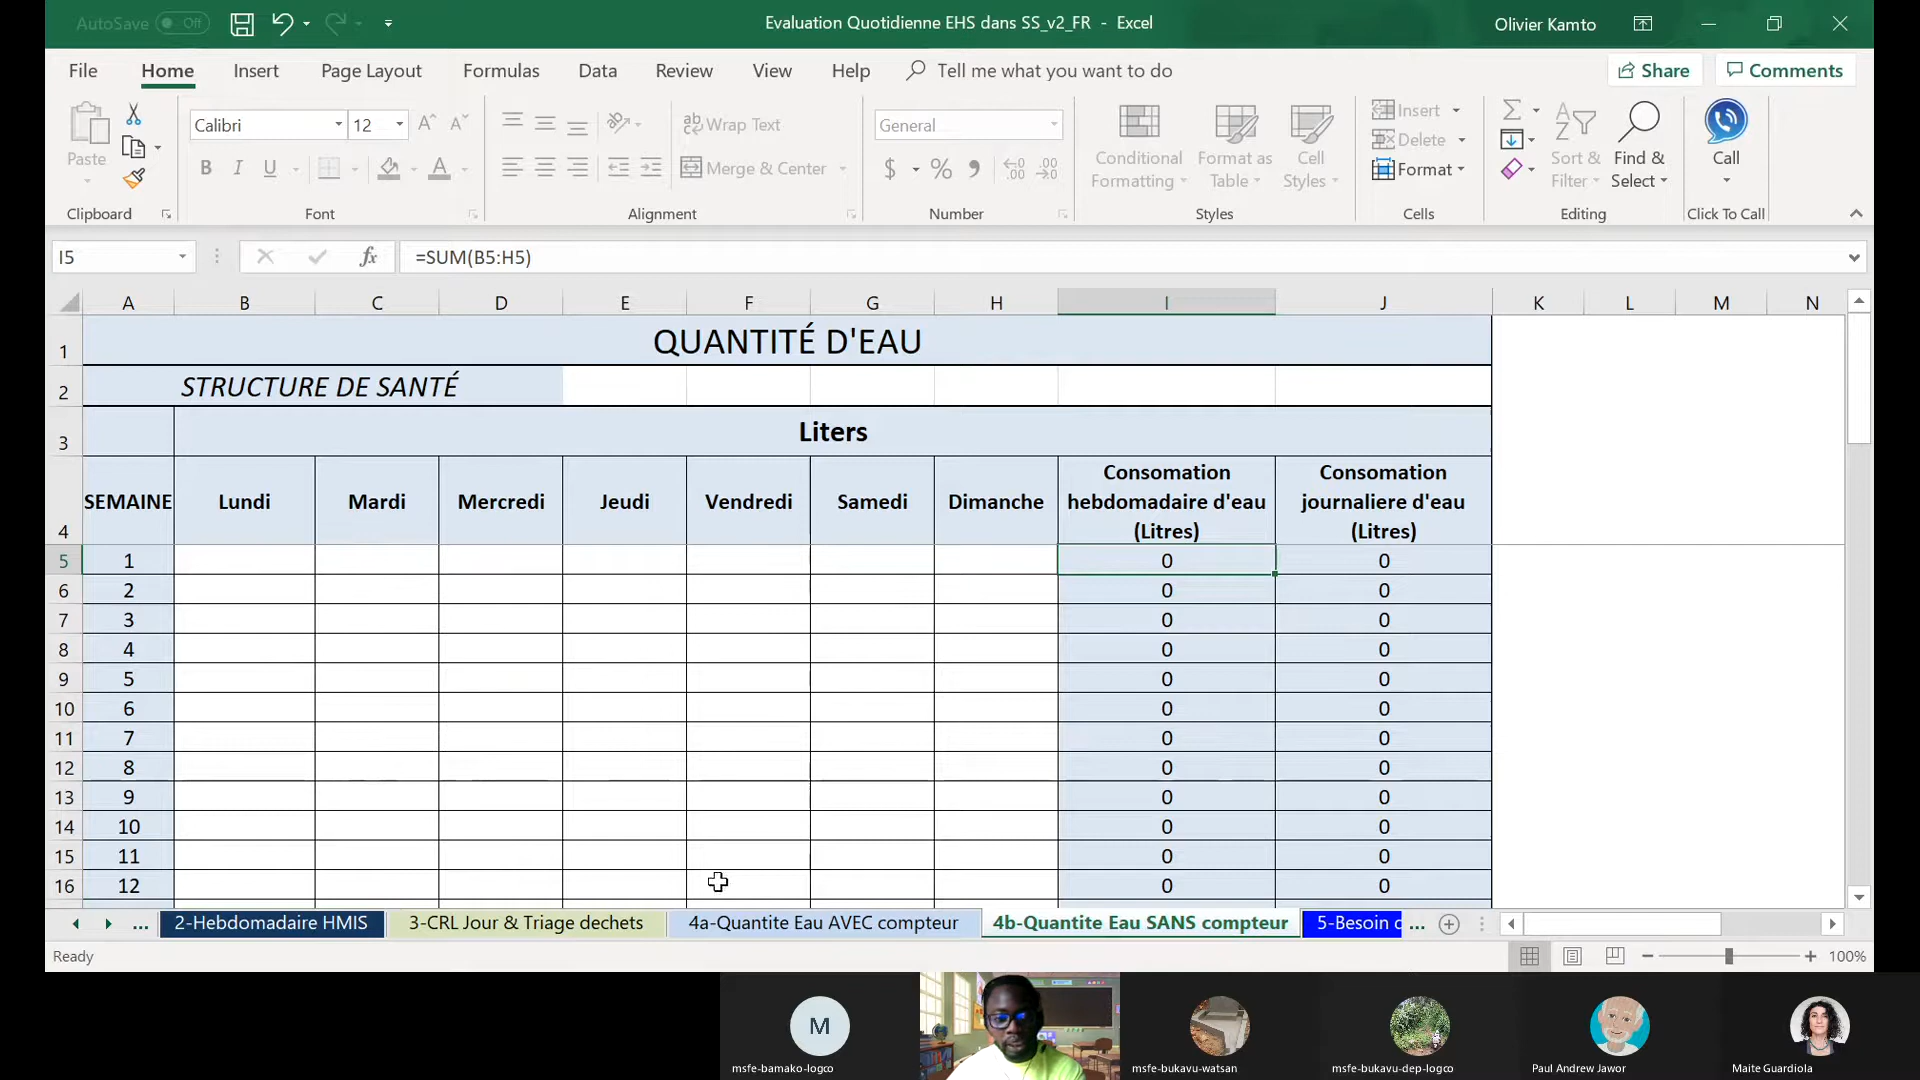 AutoSave Off
Evaluation Quotidienne EHS dans SS_v2_FR - Excel
Olivier Kamto
File Home Insert Page Layout Formulas Data Review View Help Tell me what you want to do
Share Comments
Paste
Calibri 12
Wrap Text
Merge & Center
General
Conditional Formatting
Format as Table
Cell Styles
Insert
Delete
Format
Sort & Filter
Find & Select
Call
Clipboard Font Alignment Number Styles Cells Editing Click To Call
I5 fx =SUM(B5:H5)
A B C D E F G H I J K L M N
1 QUANTITÉ D'EAU
2 STRUCTURE DE SANTÉ
3 Liters
4 SEMAINE Lundi Mardi Mercredi Jeudi Vendredi Samedi Dimanche Consomation hebdomadaire d'eau (Litres) Consomation journaliere d'eau (Litres)
5 1 0 0
6 2 0 0
7 3 0 0
8 4 0 0
9 5 0 0
10 6 0 0
11 7 0 0
12 8 0 0
13 9 0 0
14 10 0 0
15 11 0 0
16 12 0 0
... 2-Hebdomadaire HMIS 3-CRL Jour & Triage dechets 4a-Quantite Eau AVEC compteur 4b-Quantite Eau SANS compteur 5-Besoin ...
Ready
100%
M
msfe-bamako-logco
msfe-bukavu-watsan
msfe-bukavu-dep-logco
Paul Andrew Jawor
Maite Guardiola